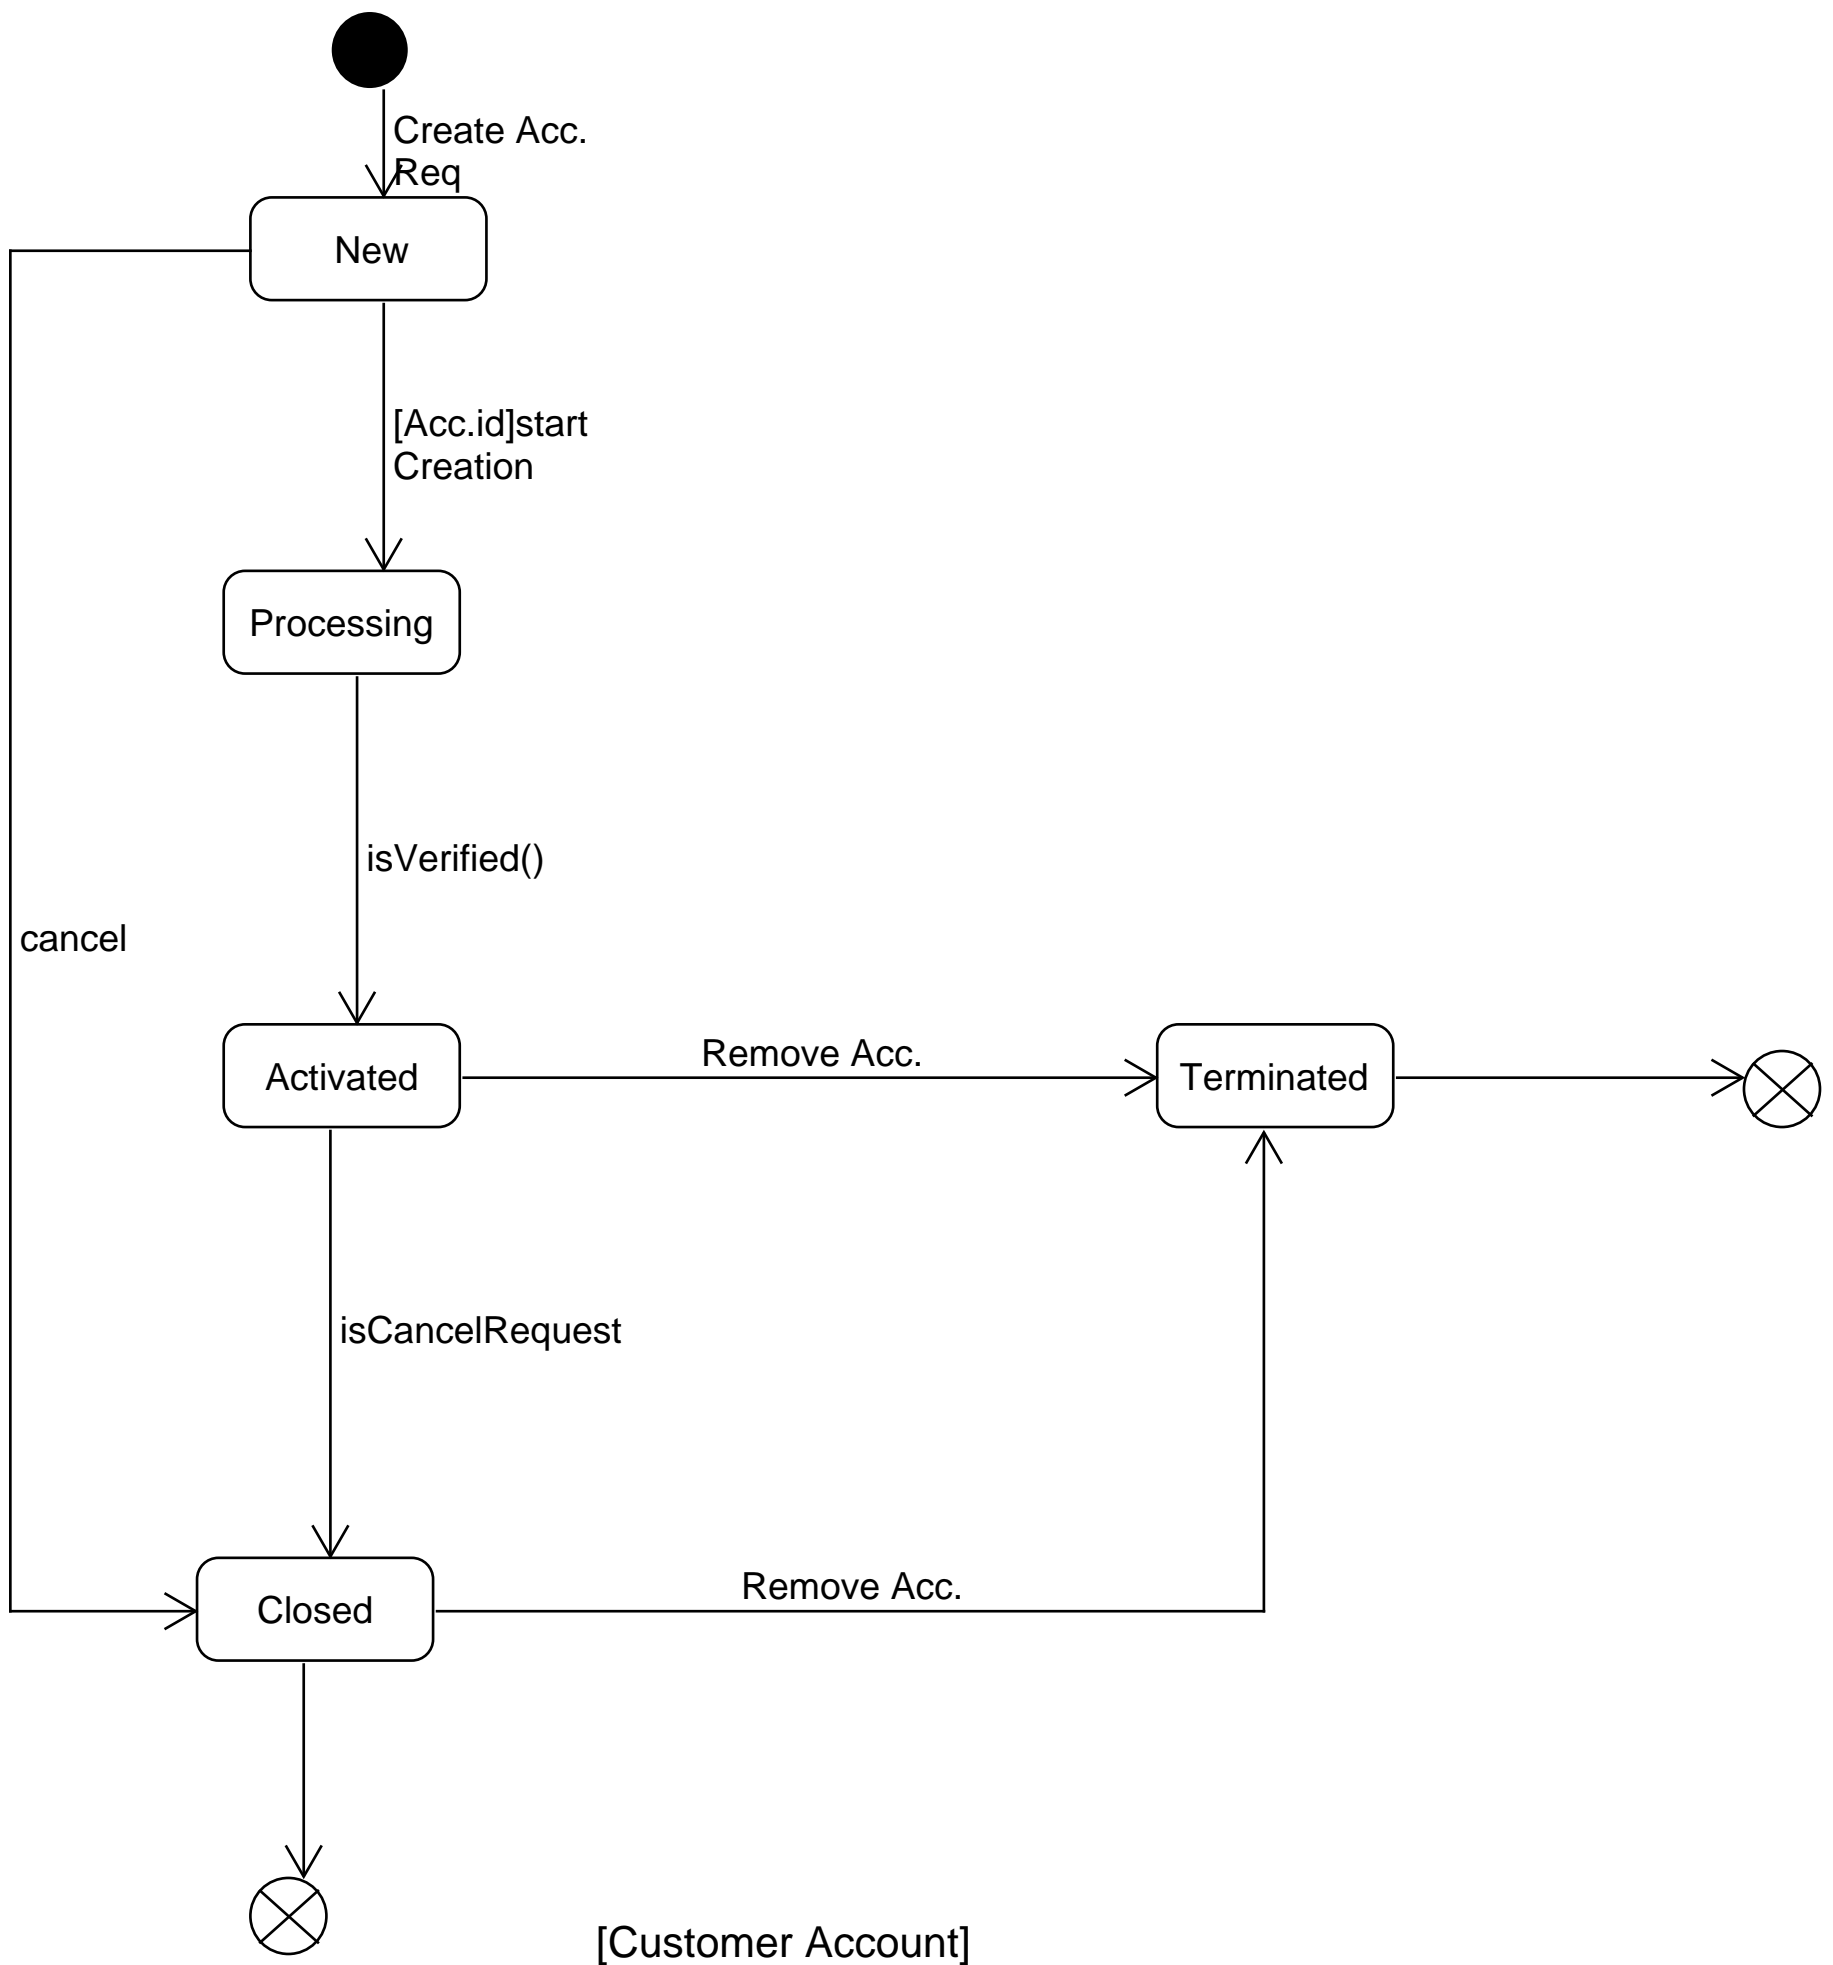 Create Acc.
Req
New
[Acc.id]start
Creation
Processing
isVerified()
cancel
Activated
Remove Acc.
Terminated
isCancelRequest
Closed
Remove Acc.
[Customer Account]